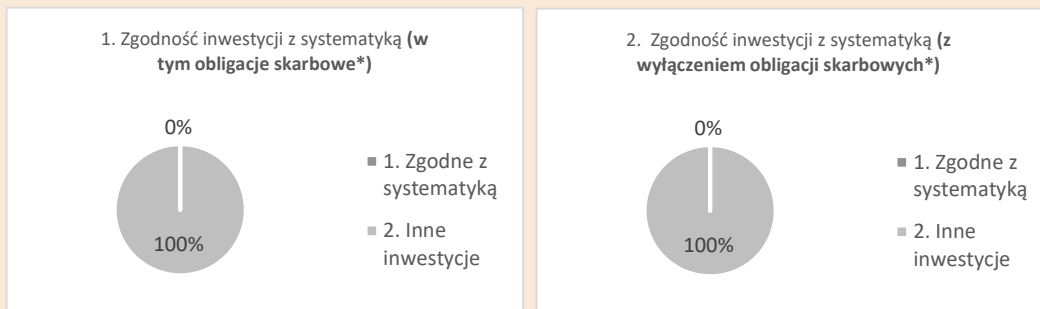 1. Zgodność inwestycji z systematyką (w
tym obligacje skarbowe*)
0%
100%
1. Zgodne z
systematyką
2. Inne
inwestycje
2. Zgodność inwestycji z systematyką (z
wyłączeniem obligacji skarbowych*)
0%
100%
1. Zgodne z
systematyką
2. Inne
inwestycje